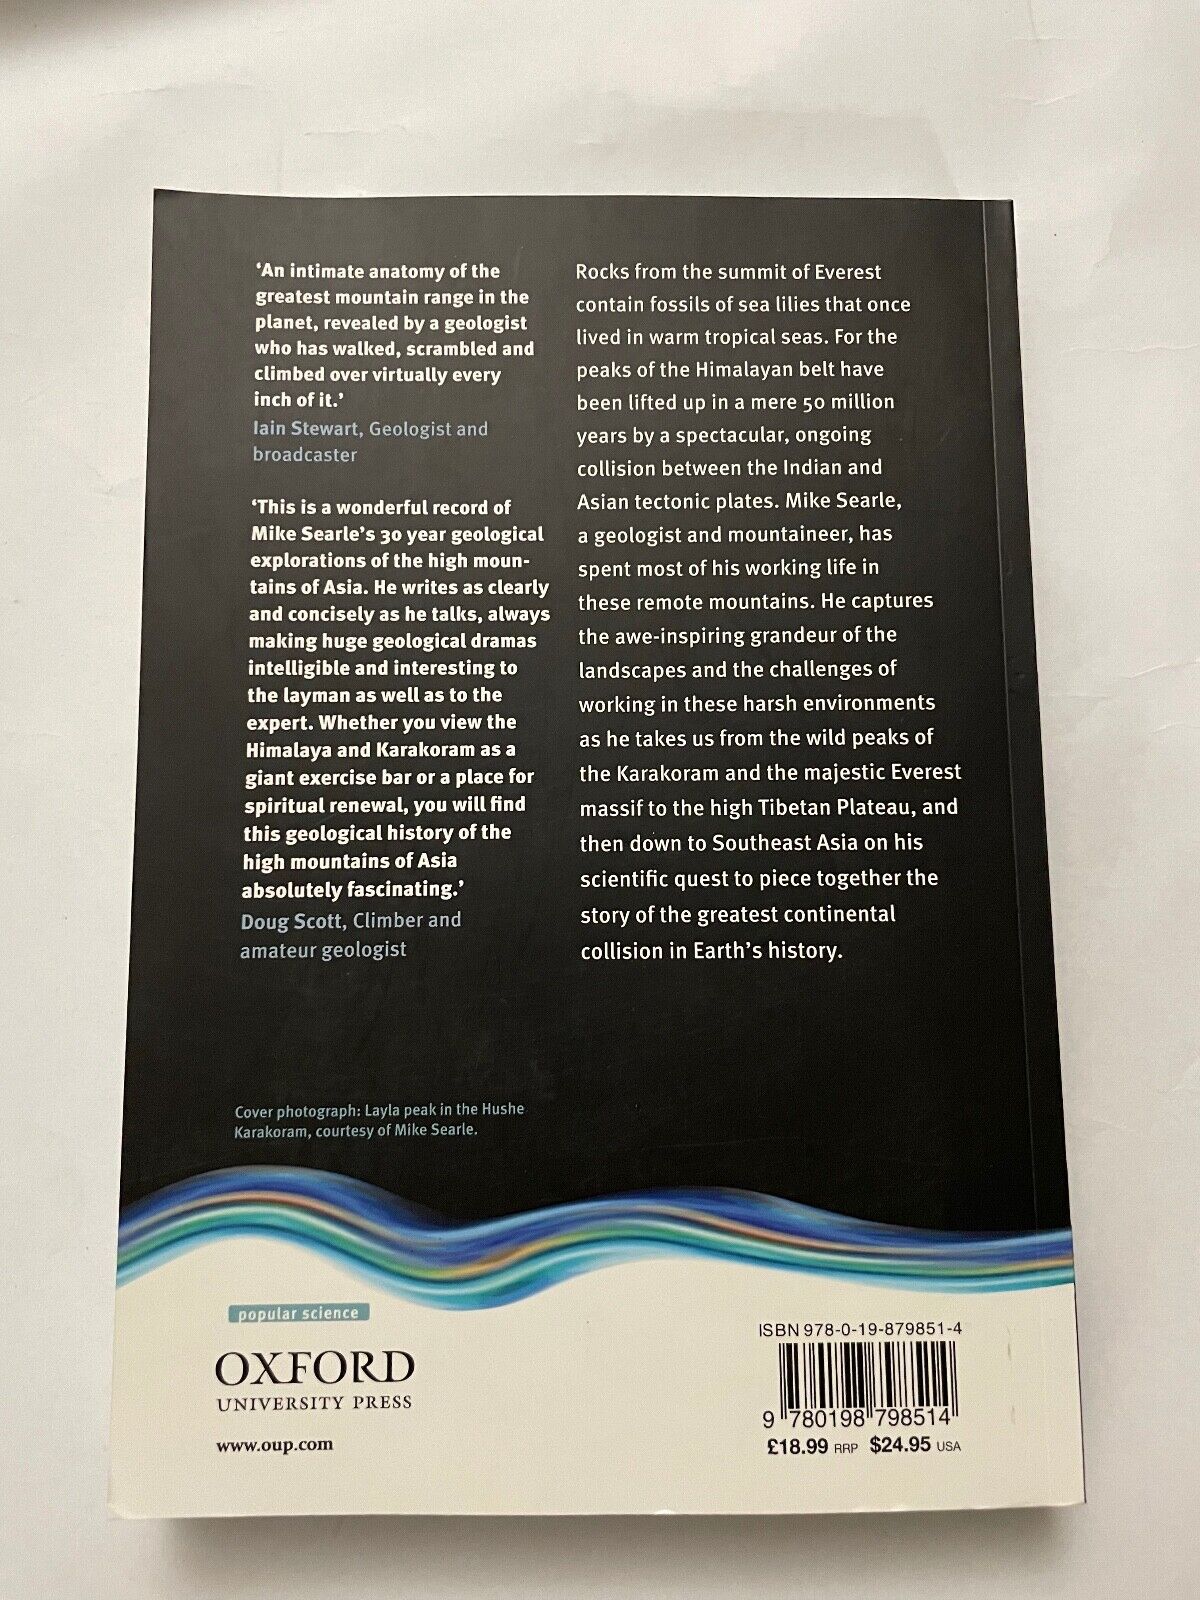 ‘An intimate anatomy of the
greatest mountain range in the
planet, revealed by a geologist
who has walked, scrambled and
climbed over virtually every
inch of it.’
Iain Stewart, Geologist and
broadcaster
‘This is a wonderful record of
Mike Searle’s 30 year geological
explorations of the high moun-
tains of Asia. He writes as clearly
and concisely as he talks, always
making huge geological dramas
intelligible and interesting to
the layman as well as to the
expert. Whether you view the
Himalaya and Karakoram as a
giant exercise bar or a place for
spiritual renewal, you will find
this geological history of the
high mountains of Asia
absolutely fascinating.’
Doug Scott, Climber and
amateur geologist
Rocks from the summit of Everest
contain fossils of sea lilies that once
lived in warm tropical seas. For the
peaks of the Himalayan belt have
been lifted up in a mere 50 million
years by a spectacular, ongoing
collision between the Indian and
Asian tectonic plates. Mike Searle,
a geologist and mountaineer, has
spent most of his working life in
these remote mountains. He captures
the awe-inspiring grandeur of the
landscapes and the challenges of
working in these harsh environments
as he takes us from the wild peaks of
the Karakoram and the majestic Everest
massif to the high Tibetan Plateau, and
then down to Southeast Asia on his
scientific quest to piece together the
story of the greatest continental
collision in Earth’s history.
Cover photograph: Layla peak in the Hushe
Karakoram, courtesy of Mike Searle.
popular science
OXFORD
UNIVERSITY PRESS
www.oup.com
ISBN 978-0-19-879851-4
9 780198 798514
£18.99 RRP $24.95 USA